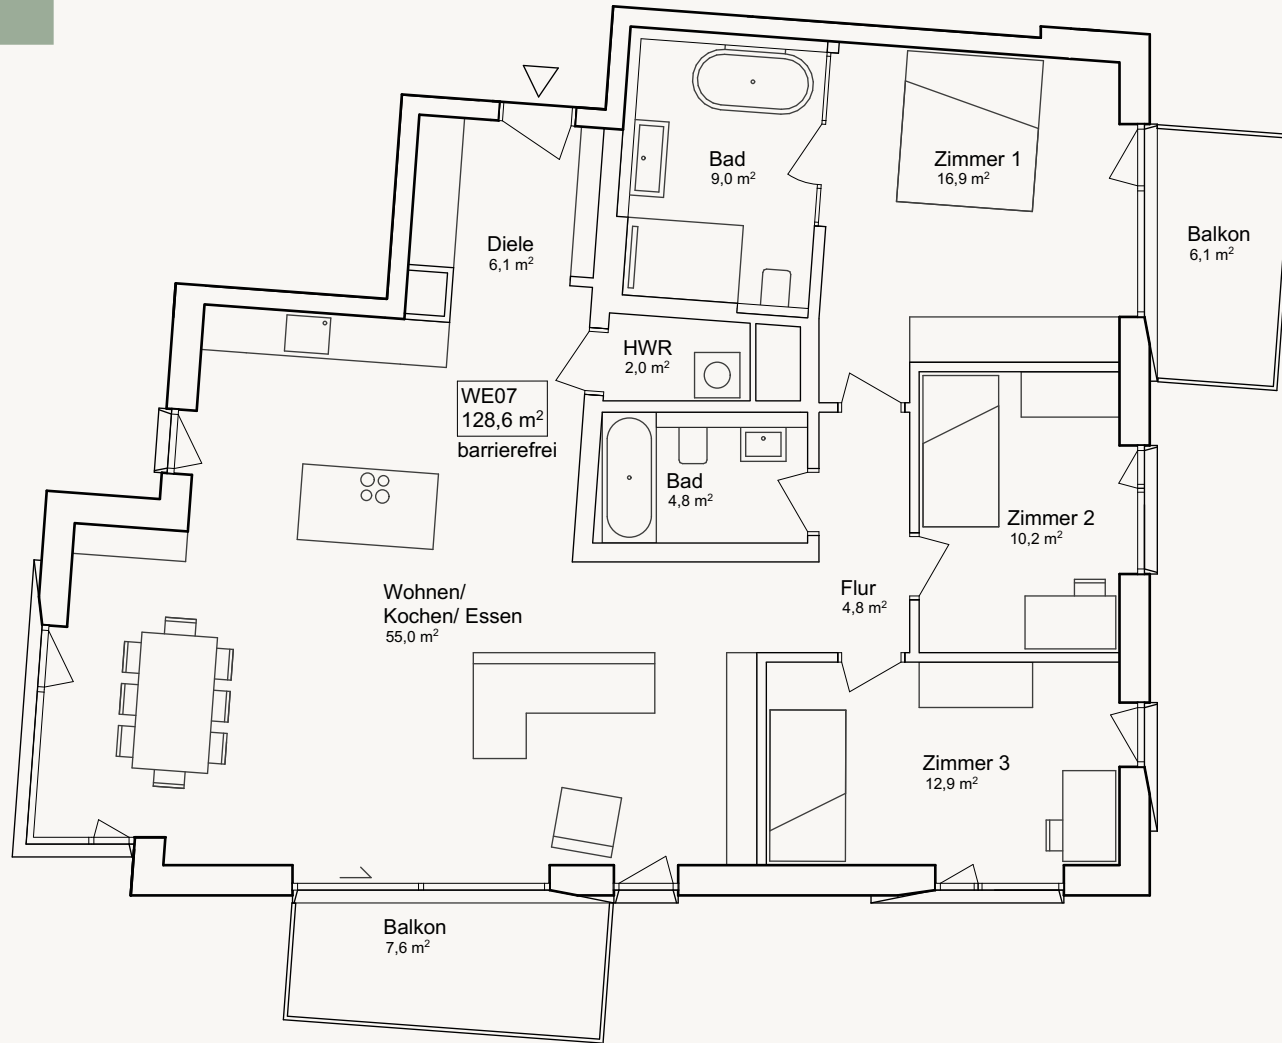 Bad
9,0 m²
Zimmer 1
16,9 m²
Balkon
6,1 m²
Diele
6,1 m²
HWR
2,0 m²
WE07
128,6 m²
barrierefrei
Bad
4,8 m²
Zimmer 2
10,2 m²
Wohnen/
Kochen/ Essen
55,0 m²
Flur
4,8 m²
Zimmer 3
12,9 m²
Balkon
7,6 m²